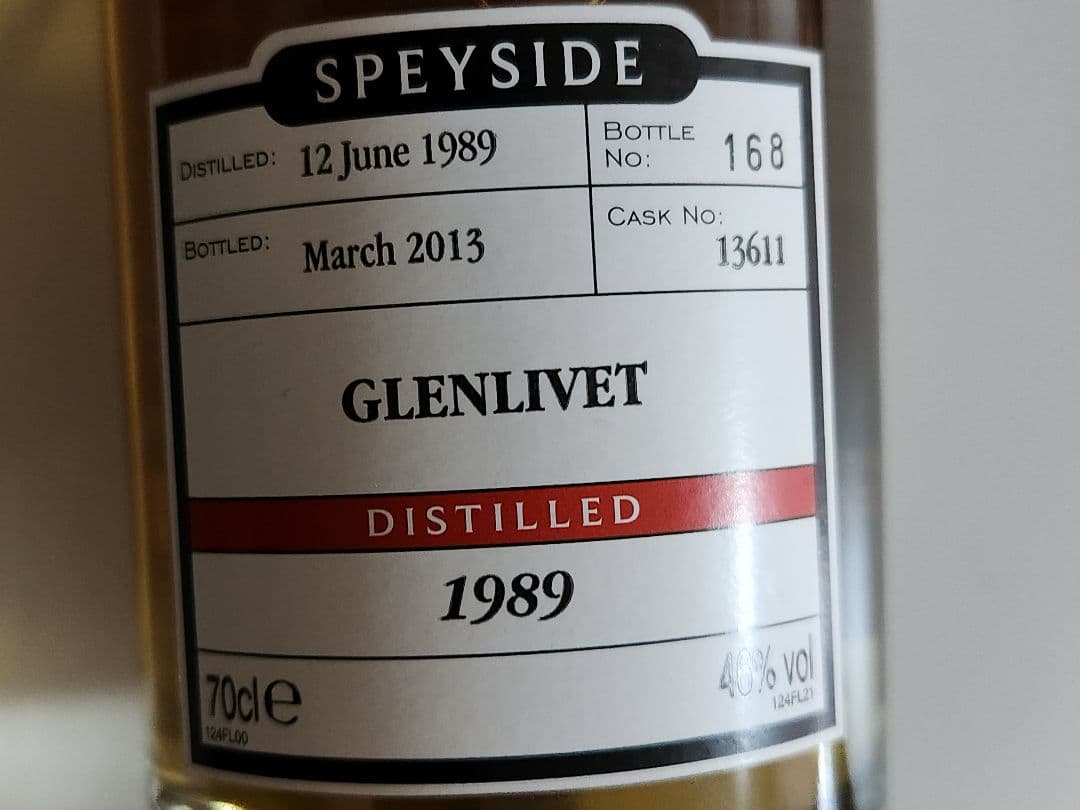 SPEYSIDE
DISTILLED: 12 June 1989
BOTTLE
NO: 168
BOTTLED: March 2013
CASK NO:
13611
GLENLIVET
DISTILLED
1989
70cl e
124FL00
vol
124FL21